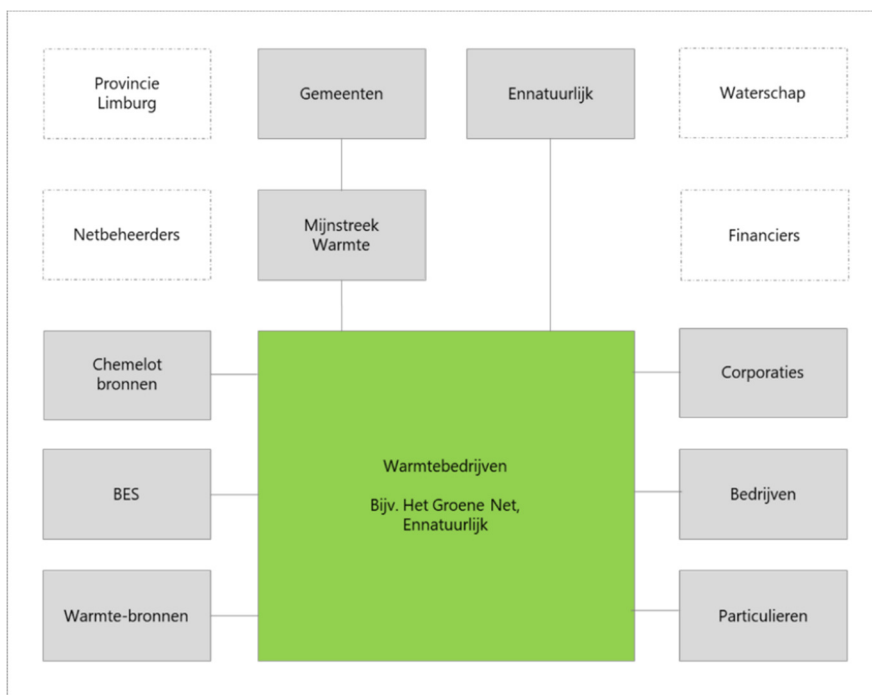 Provincie
Limburg
Gemeenten
Ennatuurlijk
Waterschap
Netbeheerders
Mijnstreek
Warmte
Financiers
Chemelot
bronnen
Corporaties
Warmtebedrijven
Bijv. Het Groene Net,
Ennatuurlijk
BES
Bedrijven
Warmte-bronnen
Particulieren